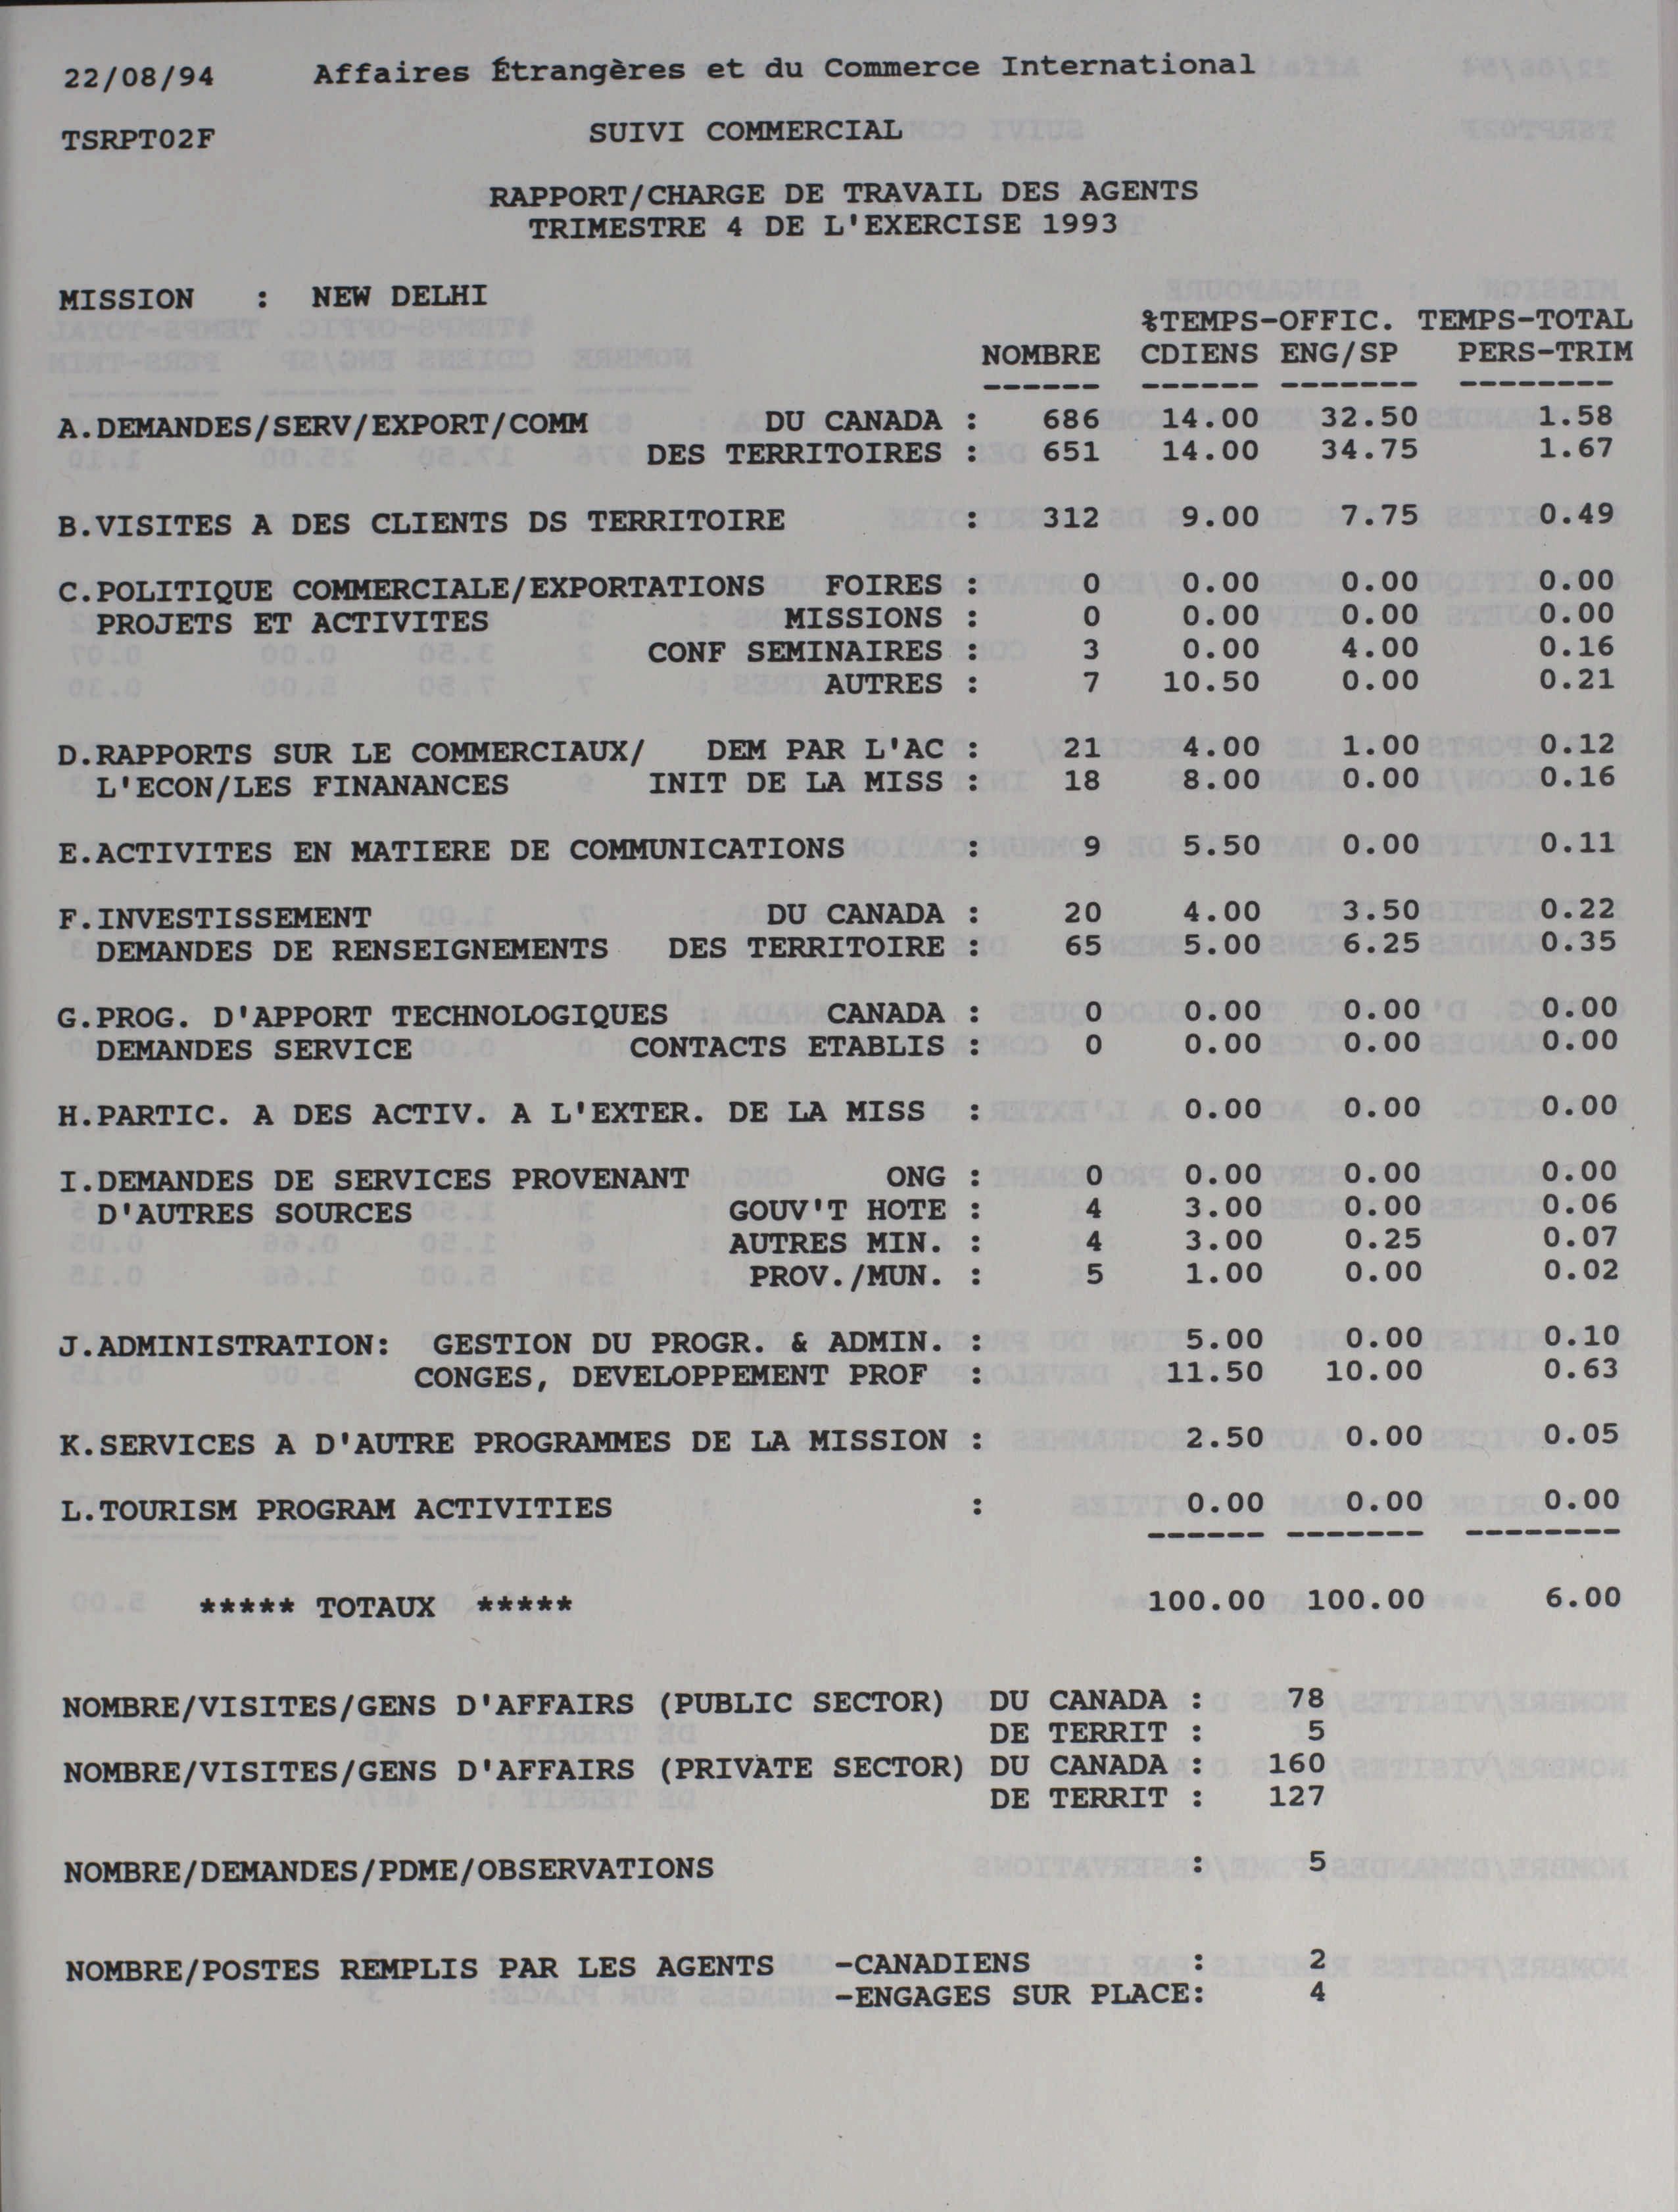 22/08/94 Affaires Étrangères et du Commerce International
TSRPT02F SUIVI COMMERCIAL
RAPPORT/CHARGE DE TRAVAIL DES AGENTS
TRIMESTRE 4 DE L'EXERCISE 1993
MISSION : NEW DELHI
%TEMPS-OFFIC. TEMPS-TOTAL
NOMBRE CDIENS ENG/SP PERS-TRIM
------ ------ ------- --------
A.DEMANDES/SERV/EXPORT/COMM DU CANADA : 686 14.00 32.50 1.58
DES TERRITOIRES : 651 14.00 34.75 1.67
B.VISITES A DES CLIENTS DS TERRITOIRE : 312 9.00 7.75 0.49
C.POLITIQUE COMMERCIALE/EXPORTATIONS FOIRES : 0 0.00 0.00 0.00
PROJETS ET ACTIVITES MISSIONS : 0 0.00 0.00 0.00
CONF SEMINAIRES : 3 0.00 4.00 0.16
AUTRES : 7 10.50 0.00 0.21
D.RAPPORTS SUR LE COMMERCIAUX/ DEM PAR L'AC : 21 4.00 1.00 0.12
L'ECON/LES FINANANCES INIT DE LA MISS : 18 8.00 0.00 0.16
E.ACTIVITES EN MATIERE DE COMMUNICATIONS : 9 5.50 0.00 0.11
F.INVESTISSEMENT DU CANADA : 20 4.00 3.50 0.22
DEMANDES DE RENSEIGNEMENTS DES TERRITOIRE : 65 5.00 6.25 0.35
G.PROG. D'APPORT TECHNOLOGIQUES CANADA : 0 0.00 0.00 0.00
DEMANDES SERVICE CONTACTS ETABLIS : 0 0.00 0.00 0.00
H.PARTIC. A DES ACTIV. A L'EXTER. DE LA MISS : 0.00 0.00 0.00
I.DEMANDES DE SERVICES PROVENANT ONG : 0 0.00 0.00 0.00
D'AUTRES SOURCES GOUV'T HOTE : 4 3.00 0.00 0.06
AUTRES MIN. : 4 3.00 0.25 0.07
PROV./MUN. : 5 1.00 0.00 0.02
J.ADMINISTRATION: GESTION DU PROGR. & ADMIN. : 5.00 0.00 0.10
CONGES, DEVELOPPEMENT PROF : 11.50 10.00 0.63
K.SERVICES A D'AUTRE PROGRAMMES DE LA MISSION : 2.50 0.00 0.05
L.TOURISM PROGRAM ACTIVITIES : 0.00 0.00 0.00
------ ------- --------
***** TOTAUX ***** 100.00 100.00 6.00
NOMBRE/VISITES/GENS D'AFFAIRS (PUBLIC SECTOR) DU CANADA : 78
DE TERRIT : 5
NOMBRE/VISITES/GENS D'AFFAIRS (PRIVATE SECTOR) DU CANADA : 160
DE TERRIT : 127
NOMBRE/DEMANDES/PDME/OBSERVATIONS : 5
NOMBRE/POSTES REMPLIS PAR LES AGENTS -CANADIENS : 2
-ENGAGES SUR PLACE: 4